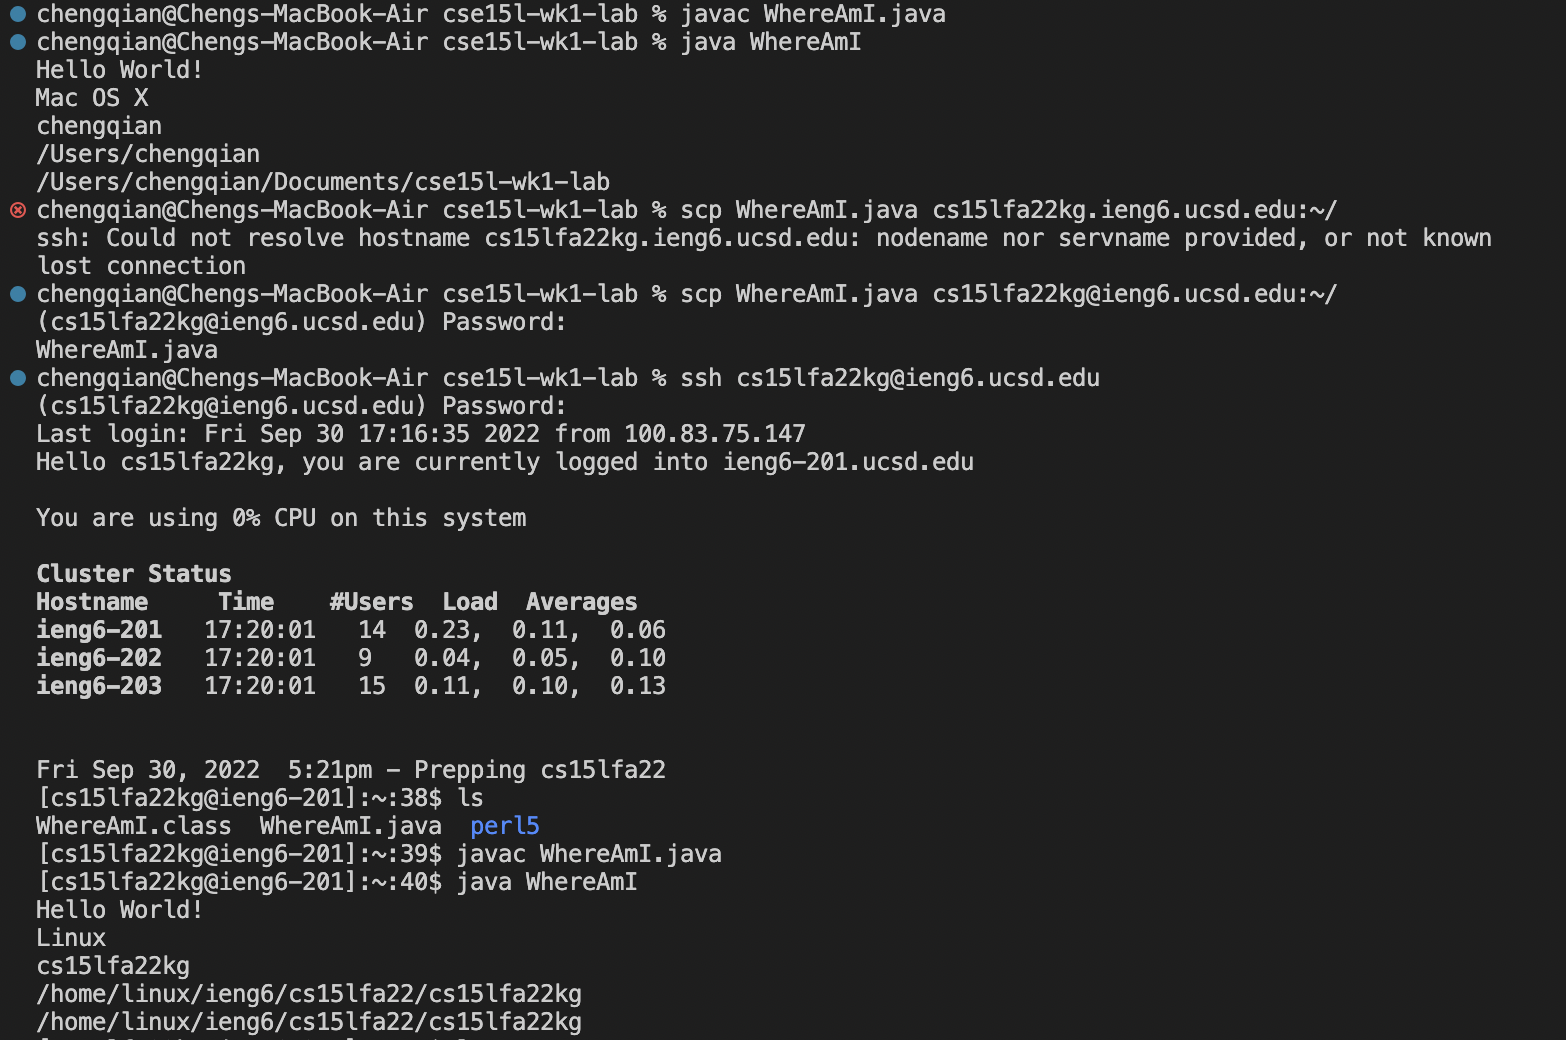 chengqian@Chengs-MacBook-Air cse15l-wk1-lab % javac WhereAmI.java
chengqian@Chengs-MacBook-Air cse15l-wk1-lab % java WhereAmI
Hello World!
Mac OS X
chengqian
/Users/chengqian
/Users/chengqian/Documents/cse15l-wk1-lab
chengqian@Chengs-MacBook-Air cse15l-wk1-lab % scp WhereAmI.java cs15lfa22kg.ieng6.ucsd.edu:~/
ssh: Could not resolve hostname cs15lfa22kg.ieng6.ucsd.edu: nodename nor servname provided, or not known
lost connection
chengqian@Chengs-MacBook-Air cse15l-wk1-lab % scp WhereAmI.java cs15lfa22kg@ieng6.ucsd.edu:~/
(cs15lfa22kg@ieng6.ucsd.edu) Password:
WhereAmI.java
chengqian@Chengs-MacBook-Air cse15l-wk1-lab % ssh cs15lfa22kg@ieng6.ucsd.edu
(cs15lfa22kg@ieng6.ucsd.edu) Password:
Last login: Fri Sep 30 17:16:35 2022 from 100.83.75.147
Hello cs15lfa22kg, you are currently logged into ieng6-201.ucsd.edu
You are using 0% CPU on this system
Cluster Status
Hostname     Time    #Users  Load  Averages
ieng6-201   17:20:01   14  0.23,  0.11,  0.06
ieng6-202   17:20:01   9   0.04,  0.05,  0.10
ieng6-203   17:20:01   15  0.11,  0.10,  0.13
Fri Sep 30, 2022  5:21pm - Prepping cs15lfa22
[cs15lfa22kg@ieng6-201]:~:38$ ls
WhereAmI.class  WhereAmI.java  perl5
[cs15lfa22kg@ieng6-201]:~:39$ javac WhereAmI.java
[cs15lfa22kg@ieng6-201]:~:40$ java WhereAmI
Hello World!
Linux
cs15lfa22kg
/home/linux/ieng6/cs15lfa22/cs15lfa22kg
/home/linux/ieng6/cs15lfa22/cs15lfa22kg